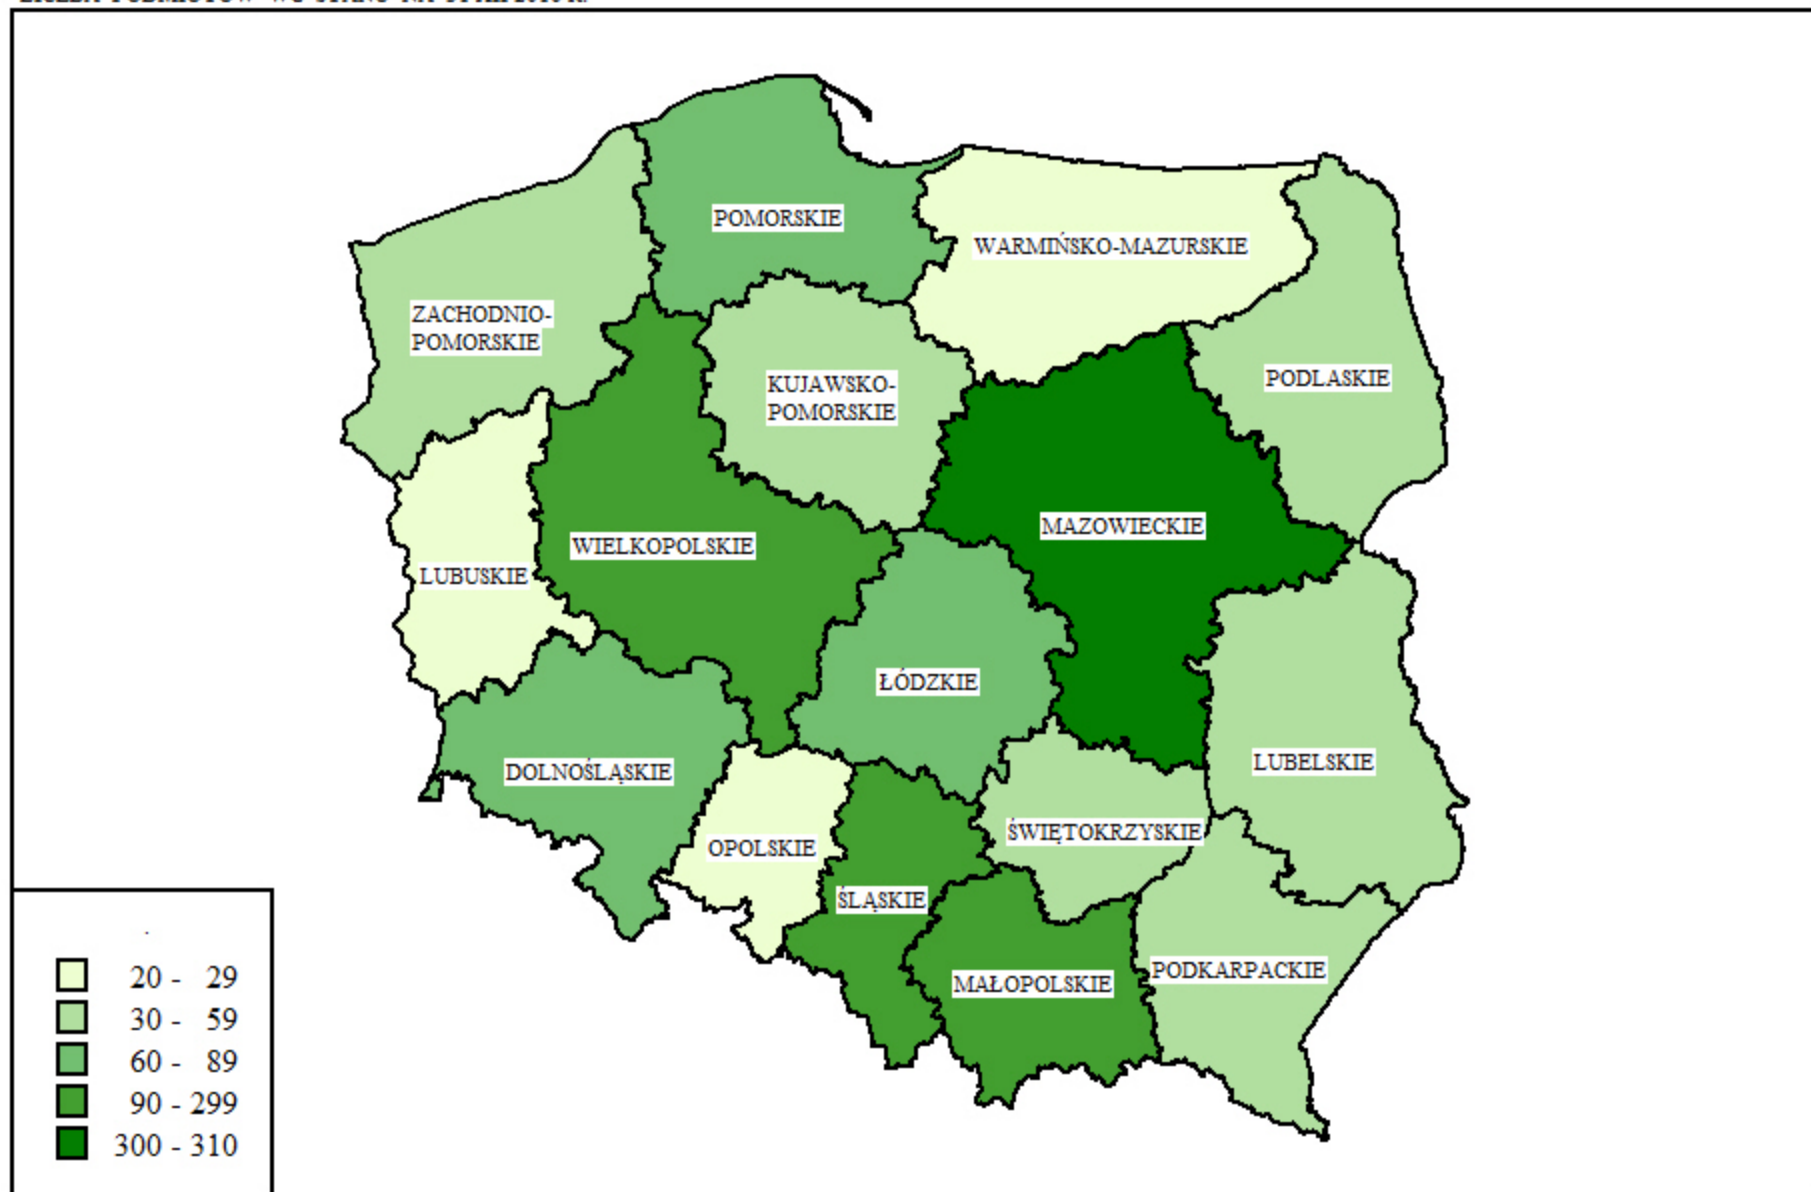 POMORSKIE
WARMIŃSKO-MAZURSKIE
ZACHODNIO-
POMORSKIE
KUJAWSKO-
POMORSKIE
PODLASKIE
MAZOWIECKIE
WIELKOPOLSKIE
LUBUSKIE
ŁÓDZKIE
DOLNOŚLĄSKIE
LUBELSKIE
OPOLSKIE
ŚWIĘTOKRZYSKIE
ŚLĄSKIE
MAŁOPOLSKIE
PODKARPACKIE
20 - 29
30 - 59
60 - 89
90 - 299
300 - 310